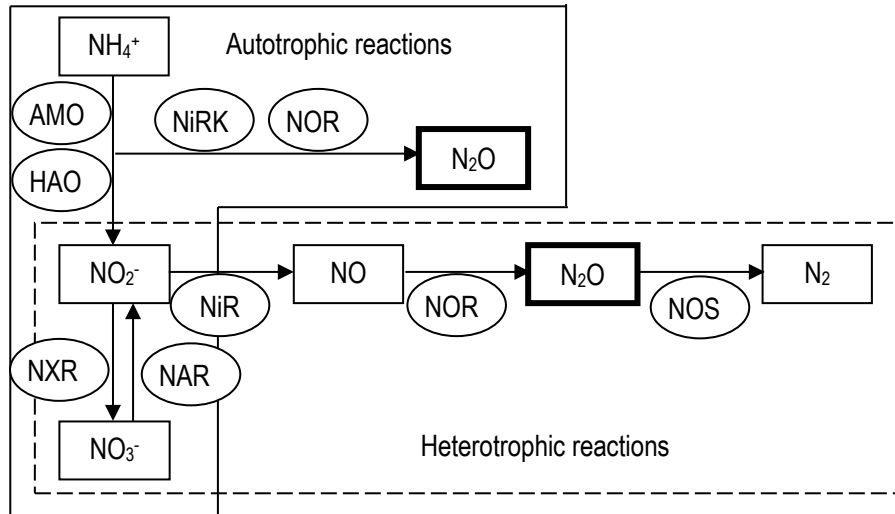 NH₄⁺
Autotrophic reactions
AMO
NiRK
NOR
N₂O
HAO
NO₂⁻
NO
N₂O
N₂
NiR
NOR
NOS
NXR
NAR
NO₃⁻
Heterotrophic reactions